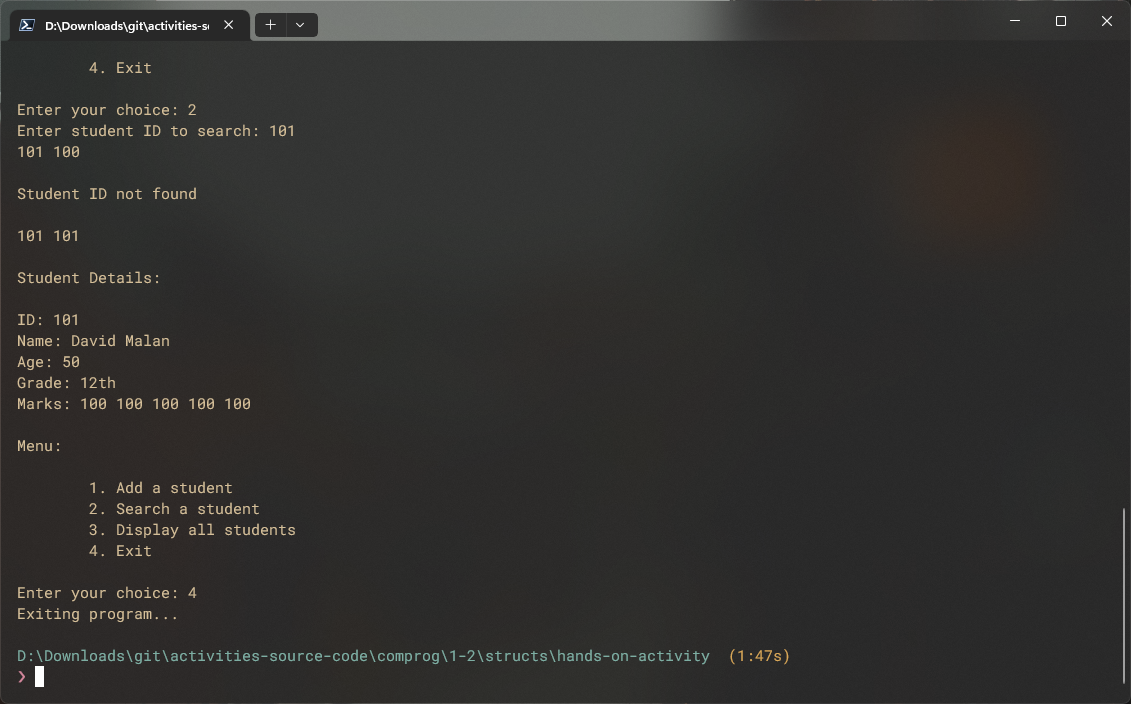 D:\Downloads\git\activities-so
4. Exit
Enter your choice: 2
Enter student ID to search: 101
101 100
Student ID not found
101 101
Student Details:
ID: 101
Name: David Malan
Age: 50
Grade: 12th
Marks: 100 100 100 100 100
Menu:
1. Add a student
2. Search a student
3. Display all students
4. Exit
Enter your choice: 4
Exiting program...
D:\Downloads\git\activities-source-code\comprog\1-2\structs\hands-on-activity (1:47s)
❯